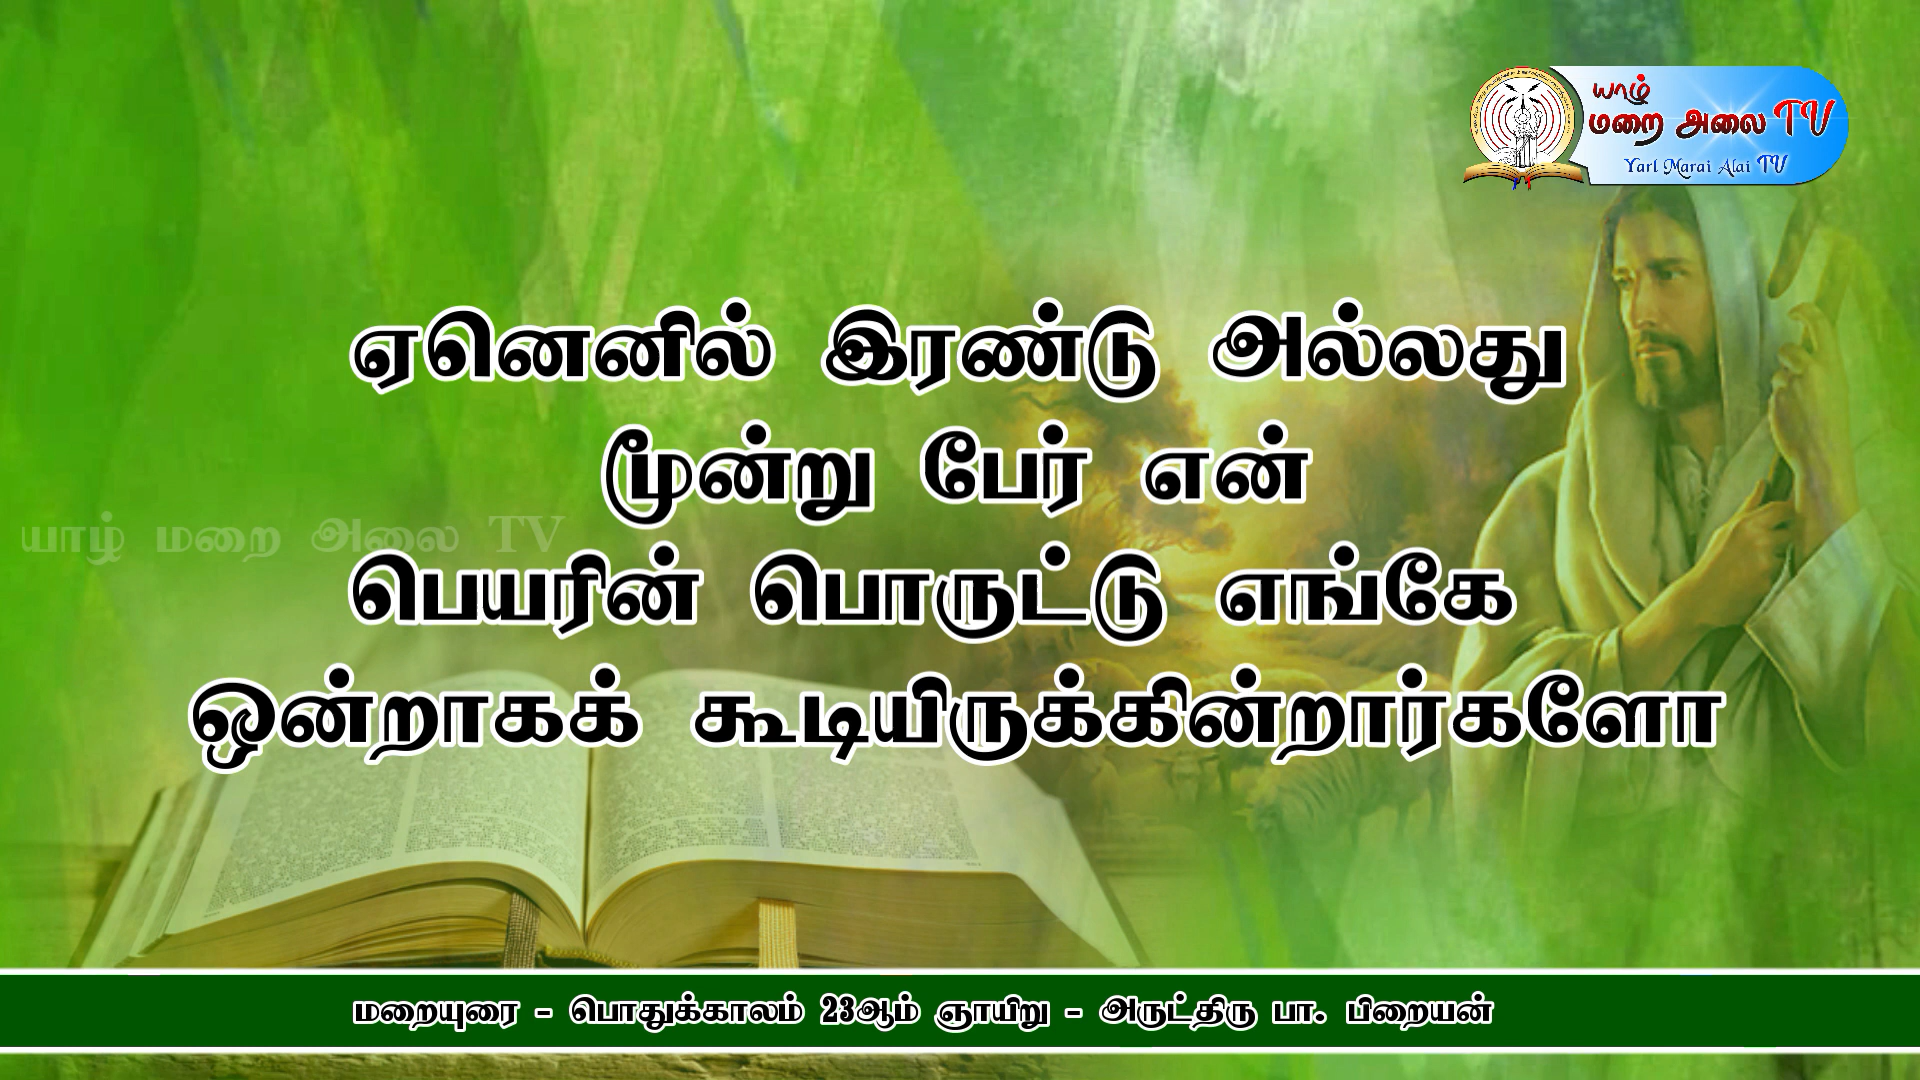 யாழ்
மறை அலை TV
Yarl Marai Alai TV
ஏனெனில் இரண்டு அல்லது
மூன்று பேர் என்
பெயரின் பொருட்டு எங்கே
ஒன்றாகக் கூடியிருக்கின்றார்களோ
யாழ் மறை அலை TV
மறையுரை - பொதுக்காலம் 23ஆம் ஞாயிறு - அருட்திரு பா. பிறையன்